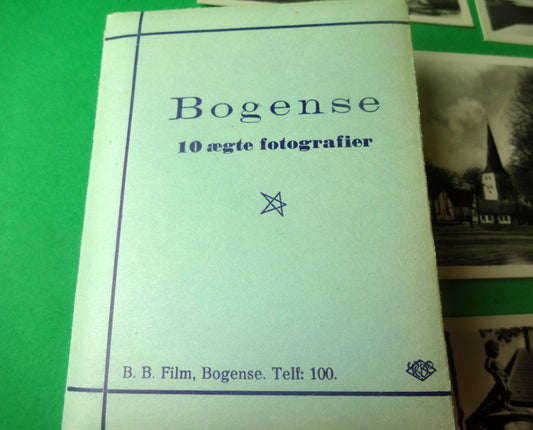 Bogense
10 ægte fotografier
B. B. Film, Bogense. Telf: 100.